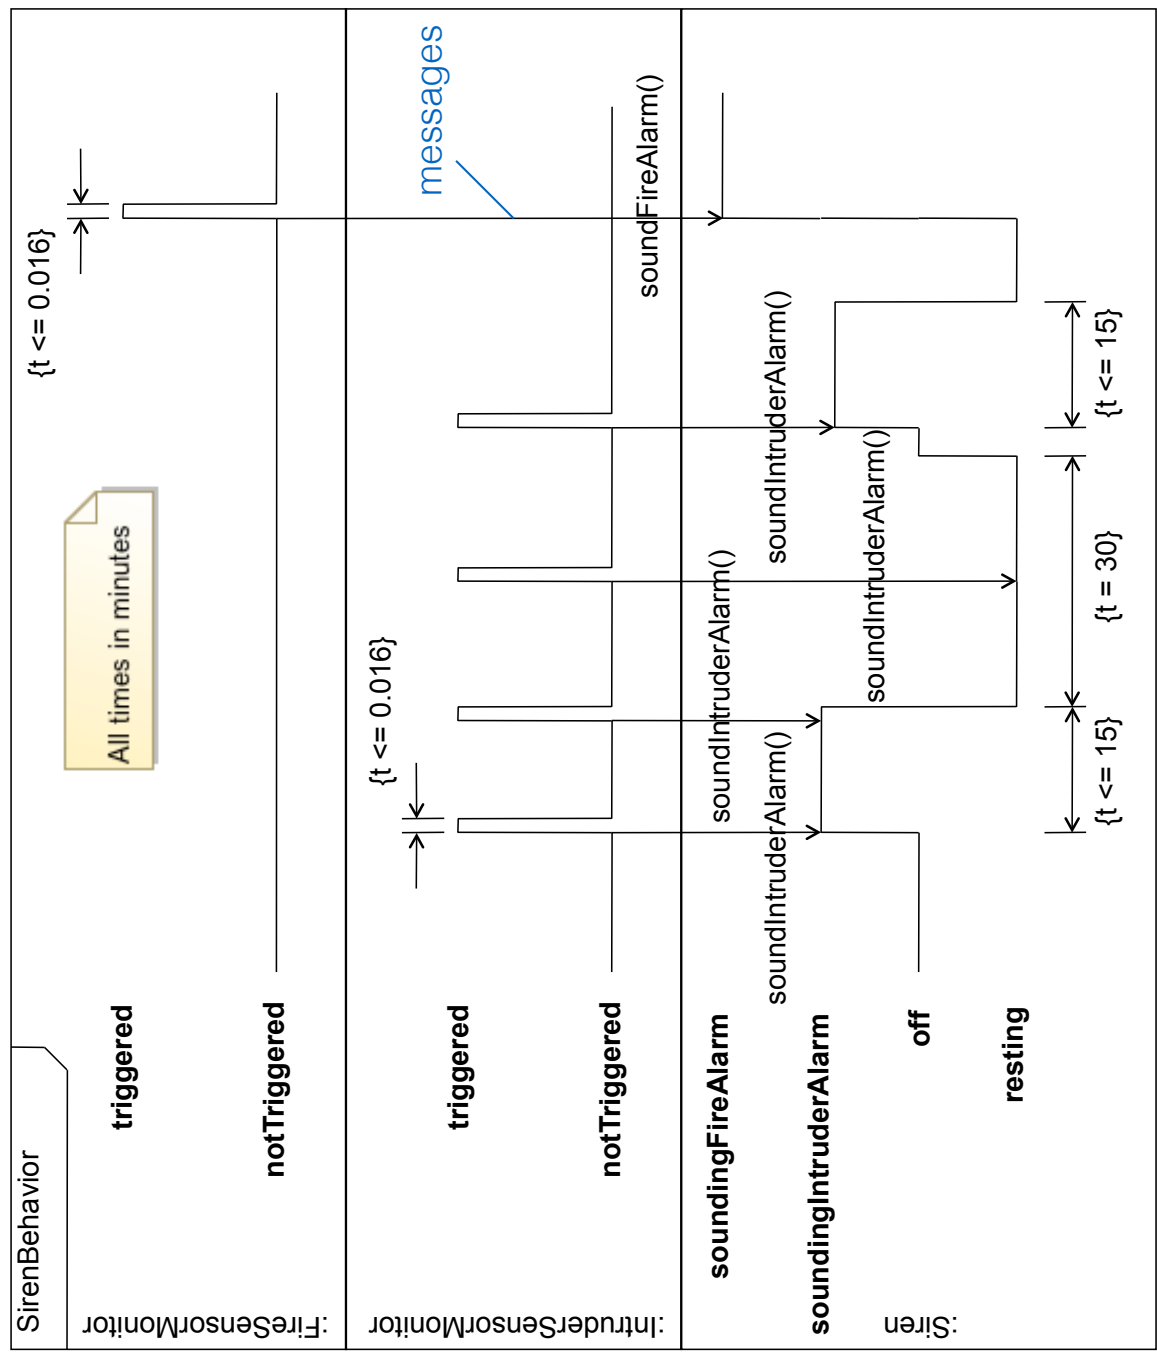 SirenBehavior
:FireSensorMonitor
triggered
notTriggered
{t <= 0.016}
All times in minutes
:IntruderSensorMonitor
triggered
notTriggered
{t <= 0.016}
messages
:Siren
soundingFireAlarm
soundingIntruderAlarm
off
resting
soundIntruderAlarm()
soundIntruderAlarm()
soundIntruderAlarm()
soundIntruderAlarm()
soundFireAlarm()
{t <= 15}
{t = 30}
{t <= 15}